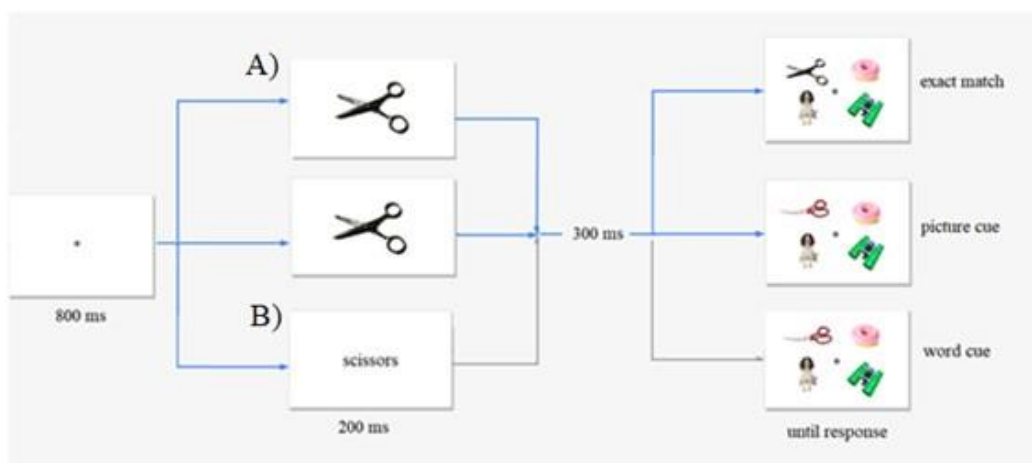 A)
exact match
300 ms
picture cue
800 ms
B)
scissors
word cue
200 ms
until response